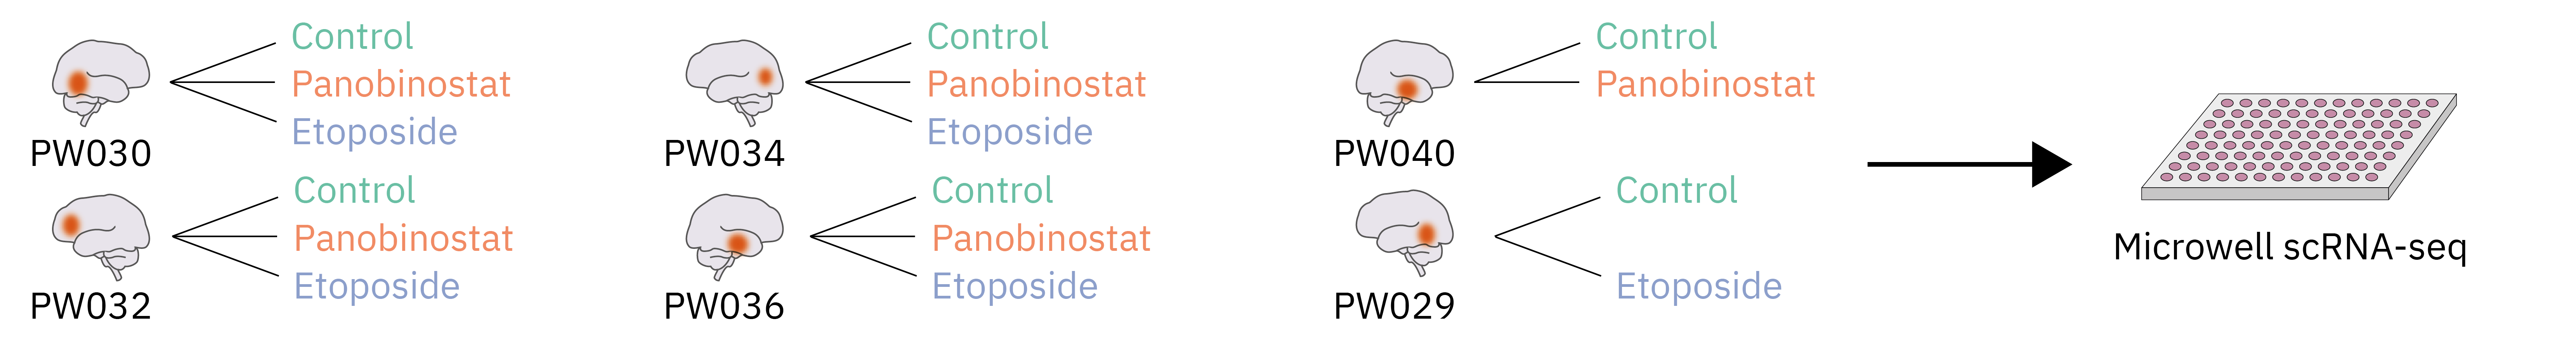 Control
Panobinostat
Etoposide
PW030
Control
Panobinostat
Etoposide
PW032
Control
Panobinostat
Etoposide
PW034
Control
Panobinostat
Etoposide
PW036
Control
Panobinostat
PW040
Control
Etoposide
PW029
Microwell scRNA-seq